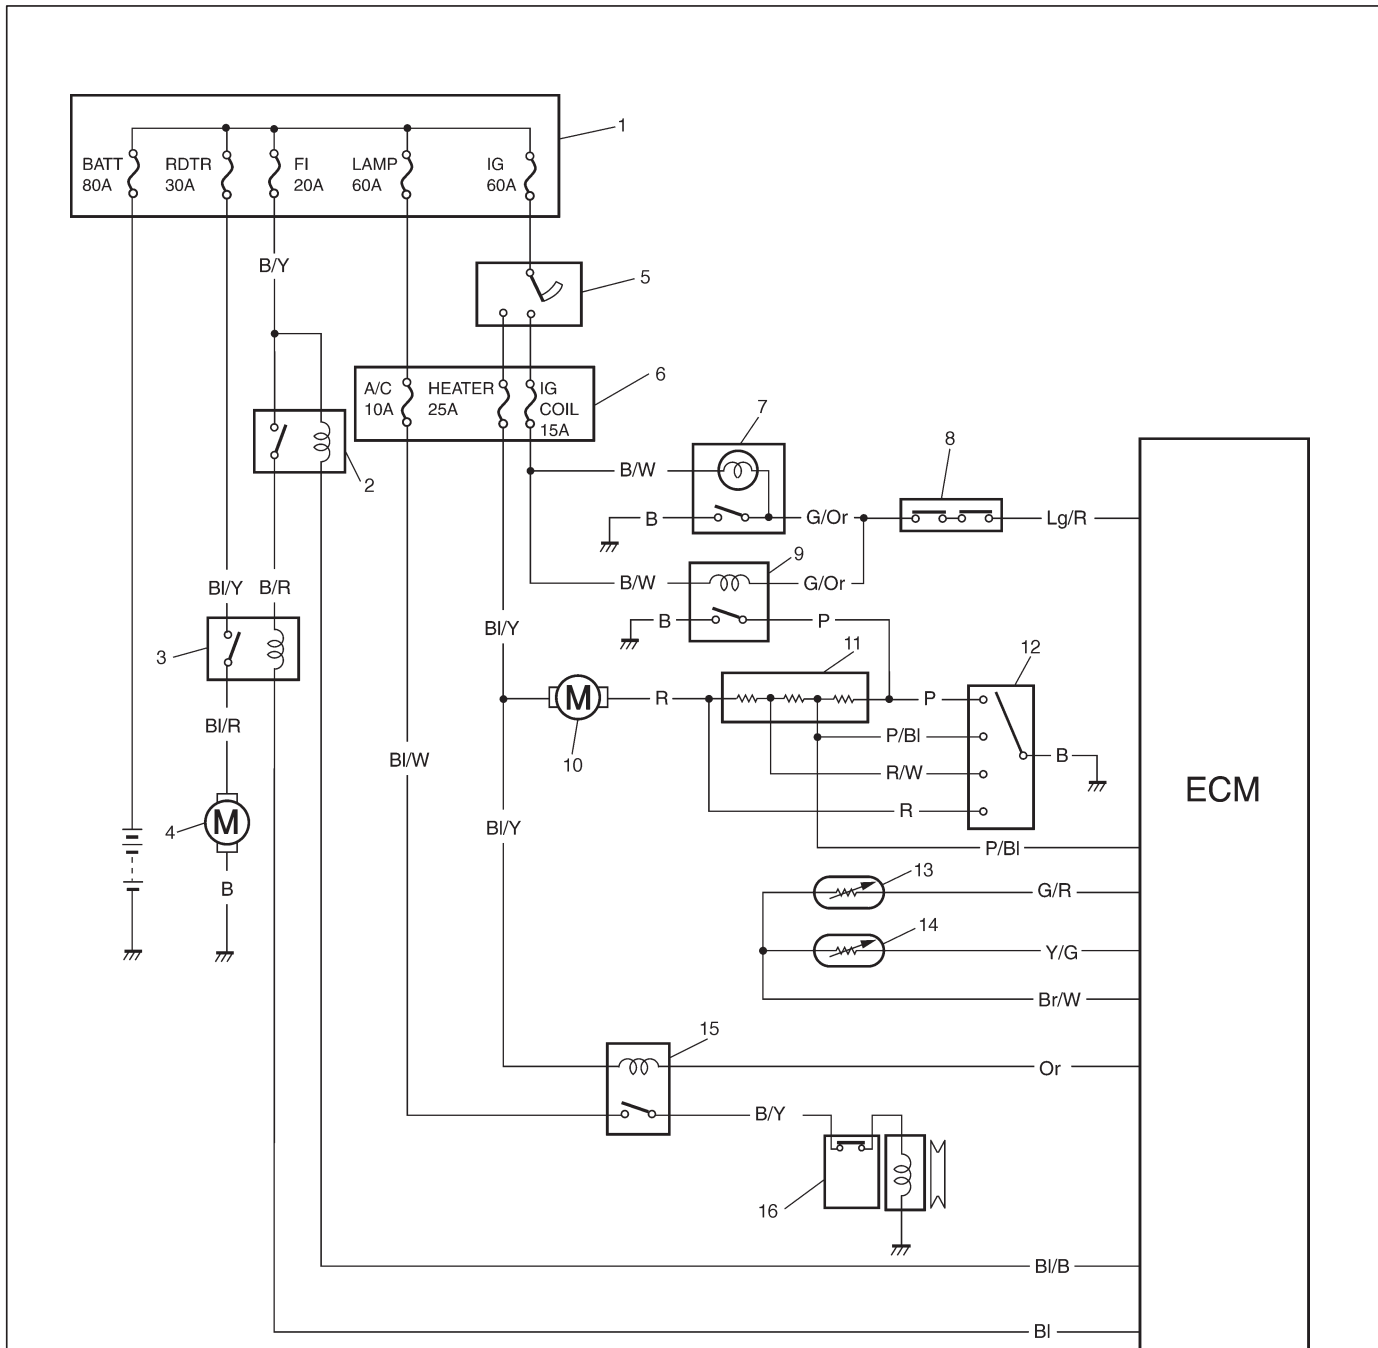 1
BATT
80A
RDTR
30A
FI
20A
LAMP
60A
IG
60A
B/Y
5
A/C
10A
HEATER
25A
IG
COIL
15A
6
2
7
B/W
8
B
G/Or
Lg/R
9
B/W
G/Or
B
P
Bl/Y
B/R
Bl/Y
3
11
12
M
R
P
10
P/Bl
B
R/W
R
Bl/R
Bl/W
ECM
4
M
Bl/Y
P/Bl
B
13
G/R
14
Y/G
Br/W
15
Or
B/Y
16
Bl/B
Bl